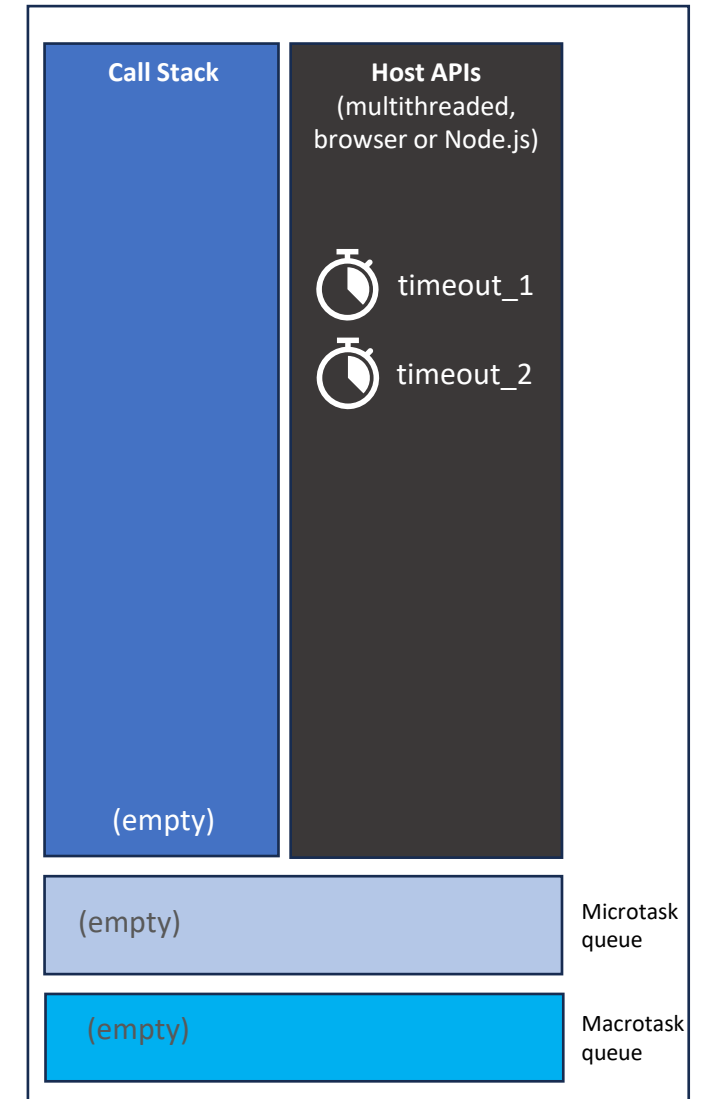 Call Stack
Host APIs
(multithreaded,
browser or Node.js)
timeout_1
timeout_2
(empty)
(empty)
Microtask
queue
(empty)
Macrotask
queue